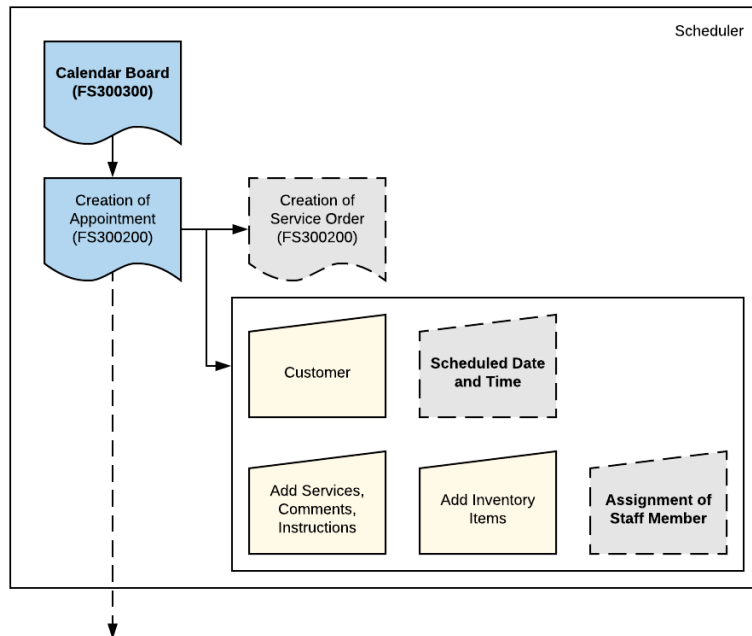 Scheduler
Calendar Board
(FS300300)
Creation of
Appointment
(FS300200)
Creation of
Service Order
(FS300200)
Customer
Scheduled Date
and Time
Add Services,
Comments,
Instructions
Add Inventory
Items
Assignment of
Staff Member